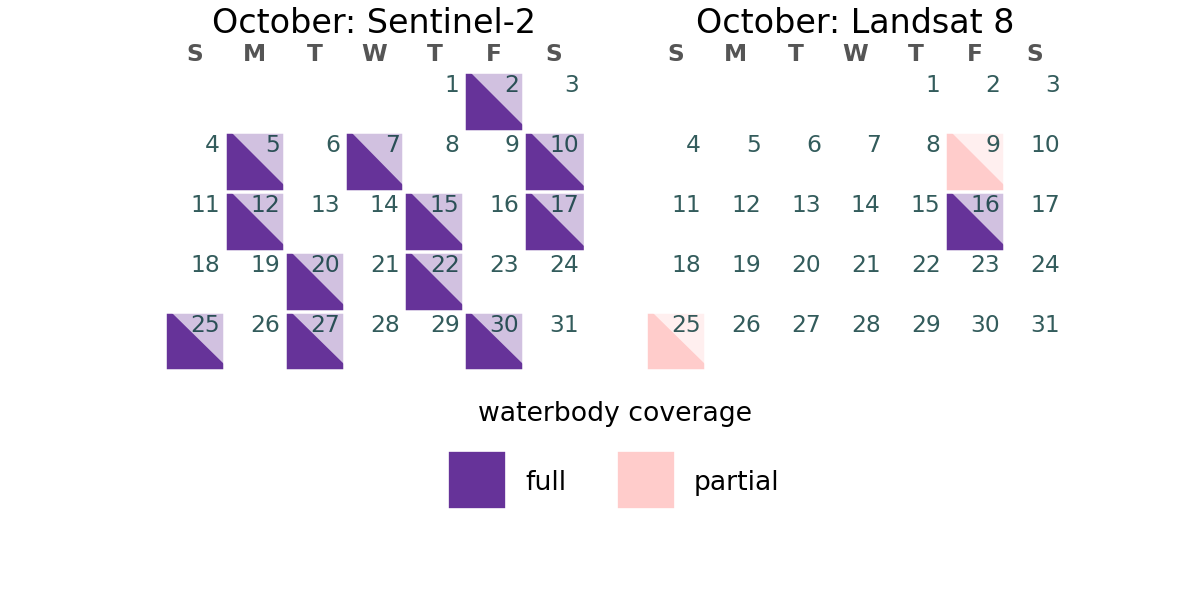 October: Sentinel-2
S M T W T F S
1 2 3
4 5 6 7 8 9 10
11 12 13 14 15 16 17
18 19 20 21 22 23 24
25 26 27 28 29 30 31
October: Landsat 8
S M T W T F S
1 2 3
4 5 6 7 8 9 10
11 12 13 14 15 16 17
18 19 20 21 22 23 24
25 26 27 28 29 30 31
waterbody coverage
full
partial